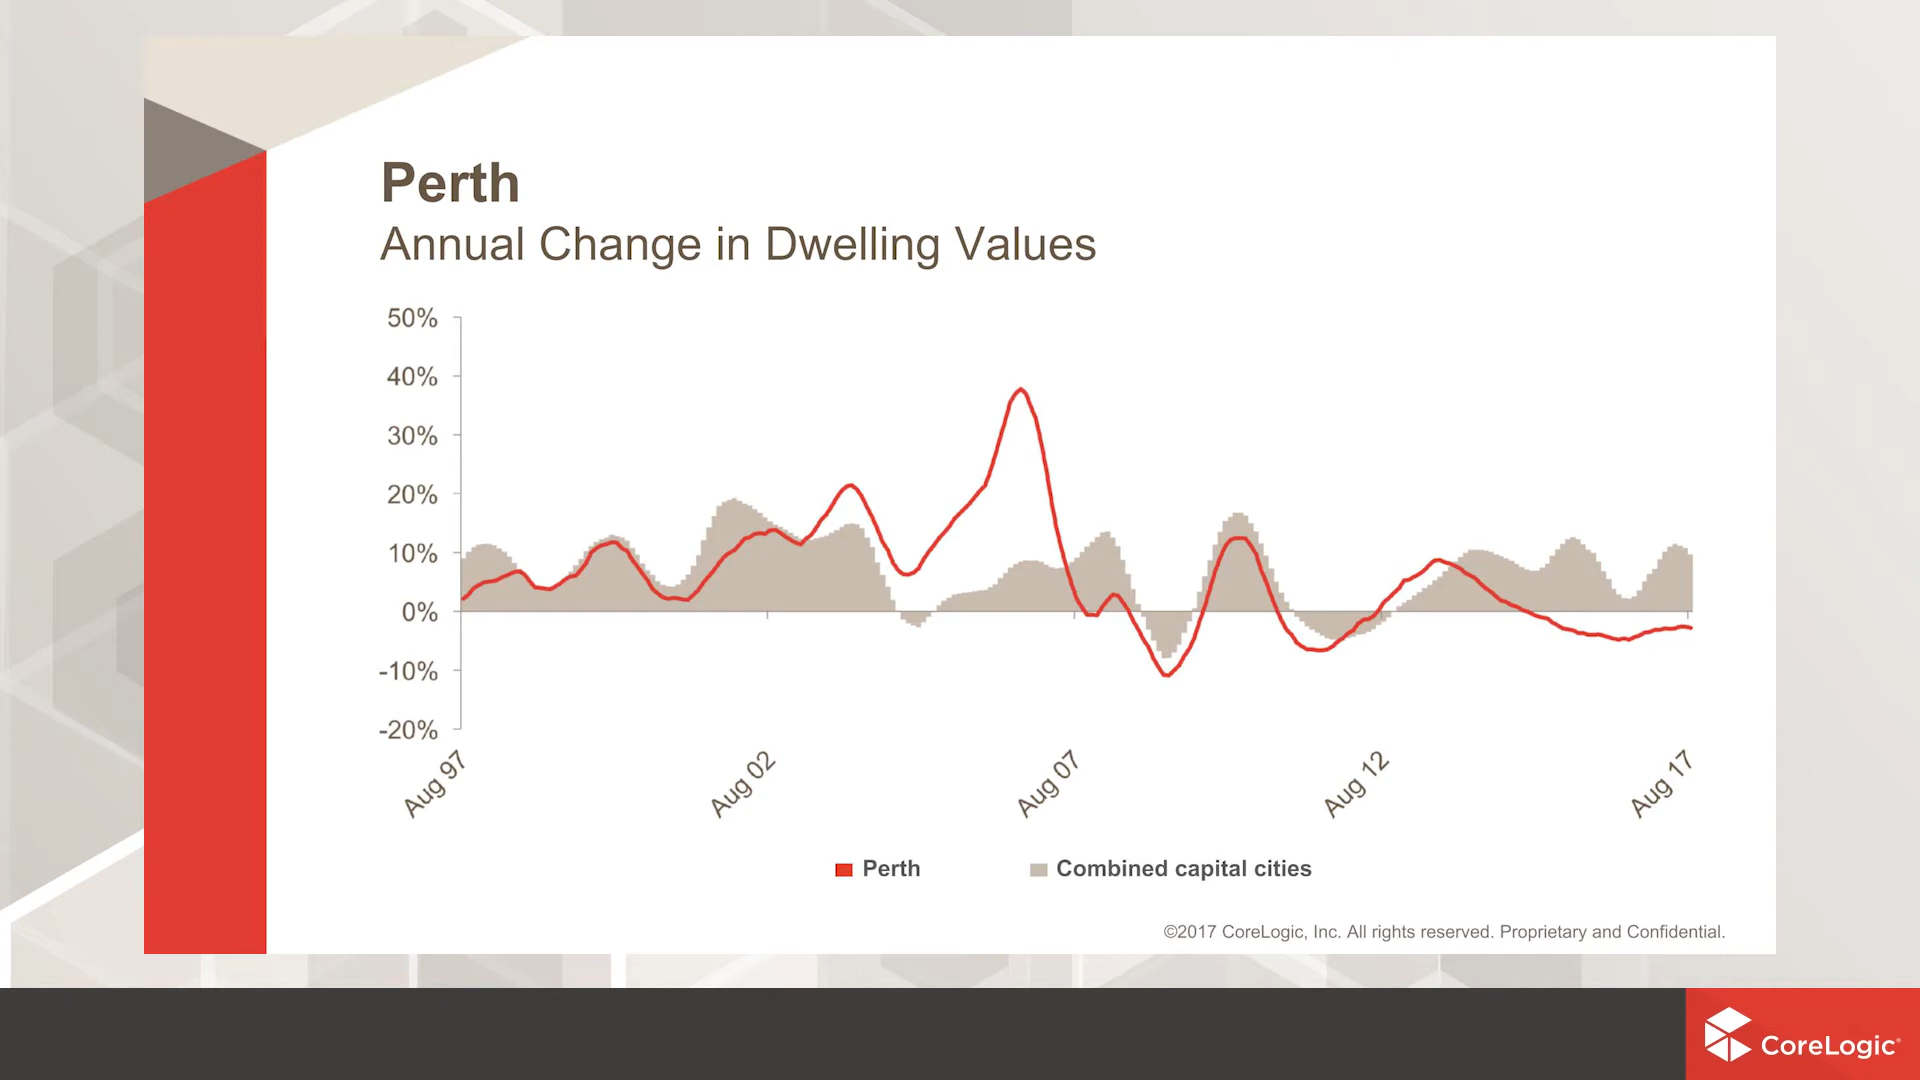 Perth
Annual Change in Dwelling Values
50%
40%
30%
20%
10%
0%
-10%
-20%
Aug 97
Aug 02
Aug 07
Aug 12
Aug 17
Perth
Combined capital cities
©2017 CoreLogic, Inc. All rights reserved. Proprietary and Confidential.
CoreLogic